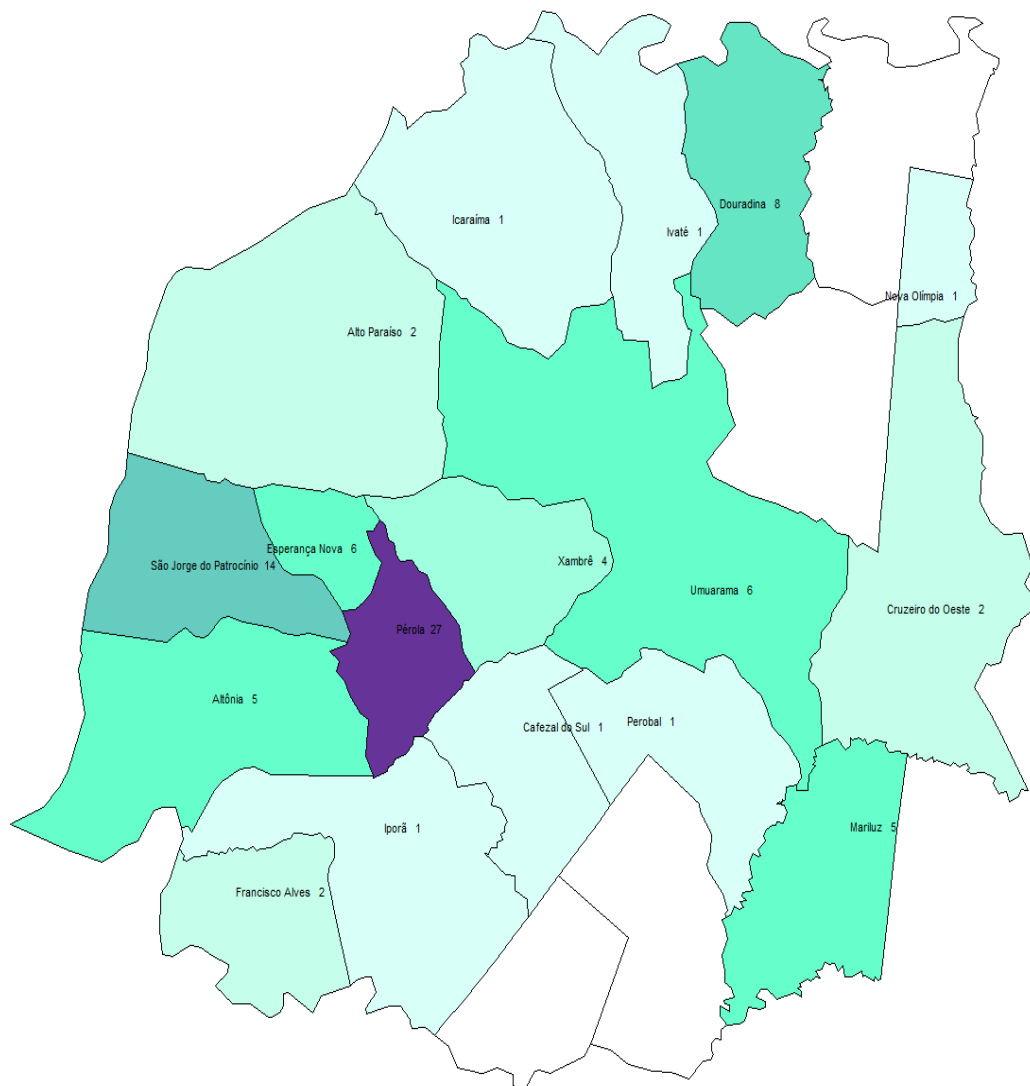 Douradina 8
Icaraíma 1
Ivaté 1
Nova Olímpia 1
Alto Paraíso 2
Esperança Nova 6
Xambrê 4
São Jorge do Patrocínio 14
Umuarama 6
Cruzeiro do Oeste 2
Pérola 27
Altônia 5
Cafezal do Sul 1
Perobal 1
Iporã 1
Mariluz 5
Francisco Alves 2